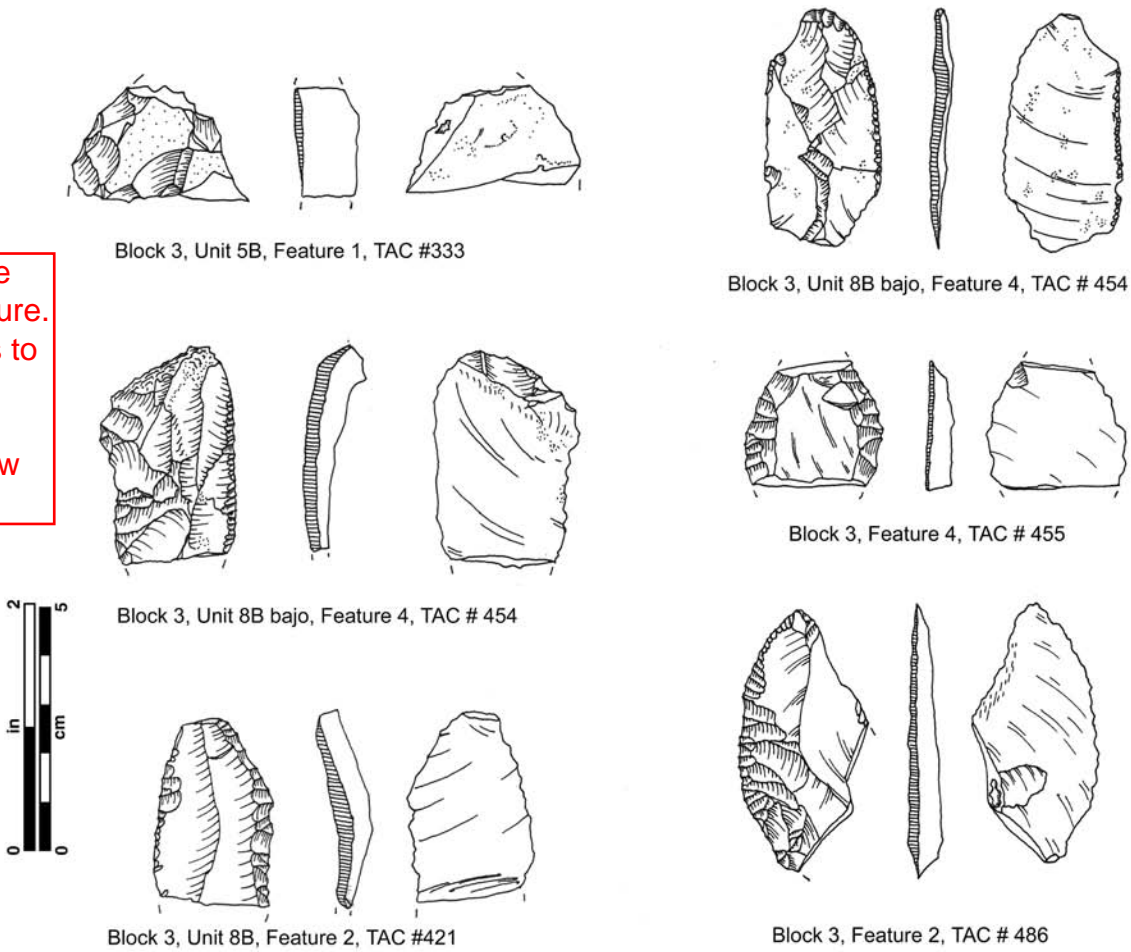 Block 3, Unit 5B, Feature 1, TAC #333
Block 3, Unit 8B bajo, Feature 4, TAC # 454
e
ure.
s to
w
Block 3, Feature 4, TAC # 455
Block 3, Unit 8B bajo, Feature 4, TAC # 454
2
5
in
cm
0
0
Block 3, Unit 8B, Feature 2, TAC #421
Block 3, Feature 2, TAC # 486